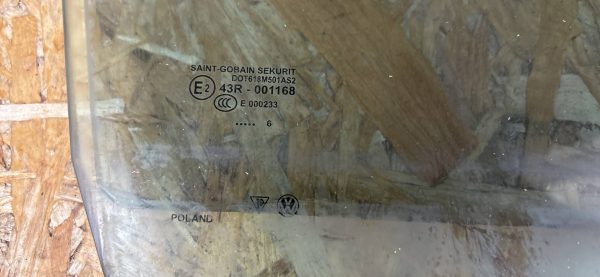 SAINT-GOBAIN SEKURIT
DOT618M501AS2
E2 43R - 001168
CCC E 000233
..... 6
POLAND